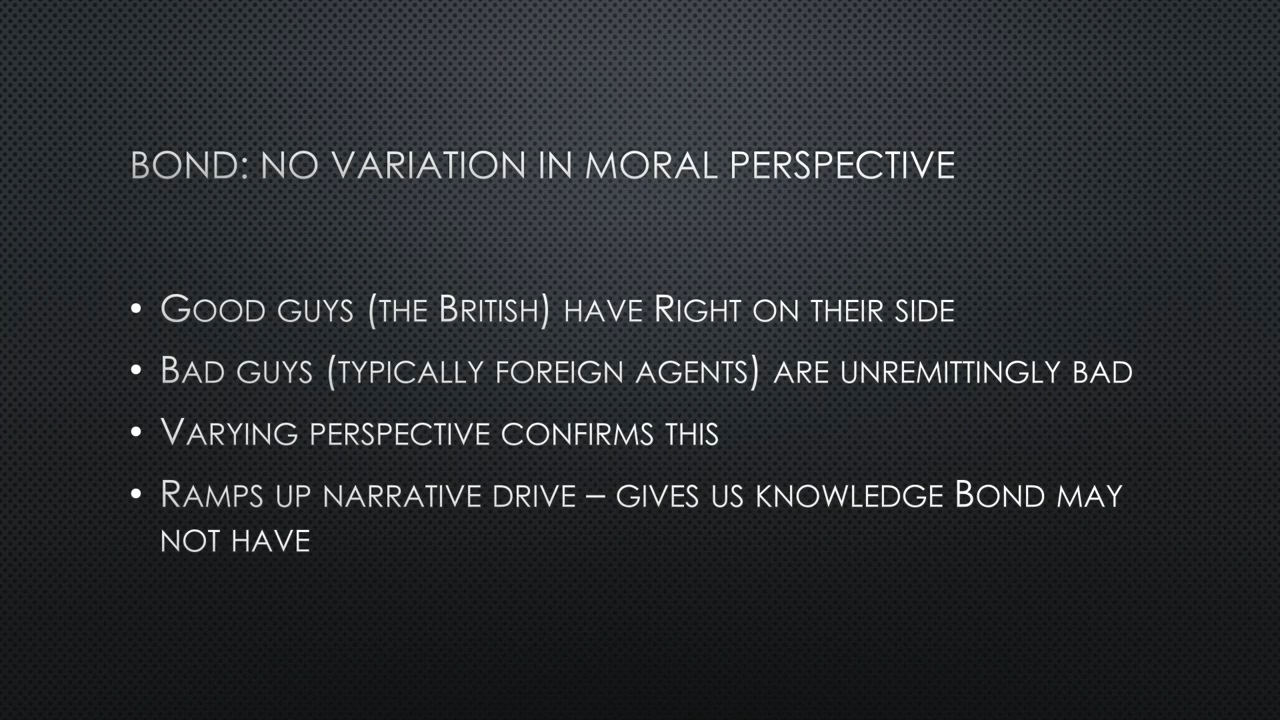 BOND: NO VARIATION IN MORAL PERSPECTIVE
• GOOD GUYS (THE BRITISH) HAVE RIGHT ON THEIR SIDE
• BAD GUYS (TYPICALLY FOREIGN AGENTS) ARE UNREMITTINGLY BAD
• VARYING PERSPECTIVE CONFIRMS THIS
• RAMPS UP NARRATIVE DRIVE – GIVES US KNOWLEDGE BOND MAY
NOT HAVE